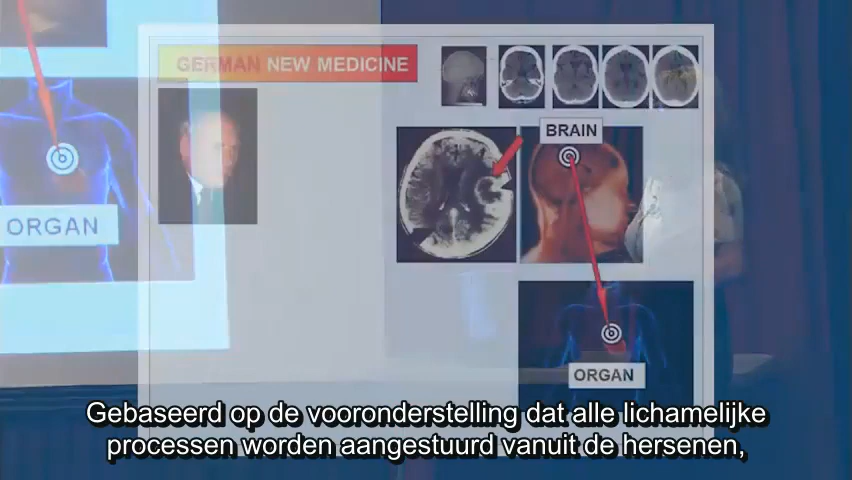 GERMAN NEW MEDICINE
BRAIN
ORGAN
ORGAN
Gebaseerd op de vooronderstelling dat alle lichamelijke
processen worden aangestuurd vanuit de hersenen,